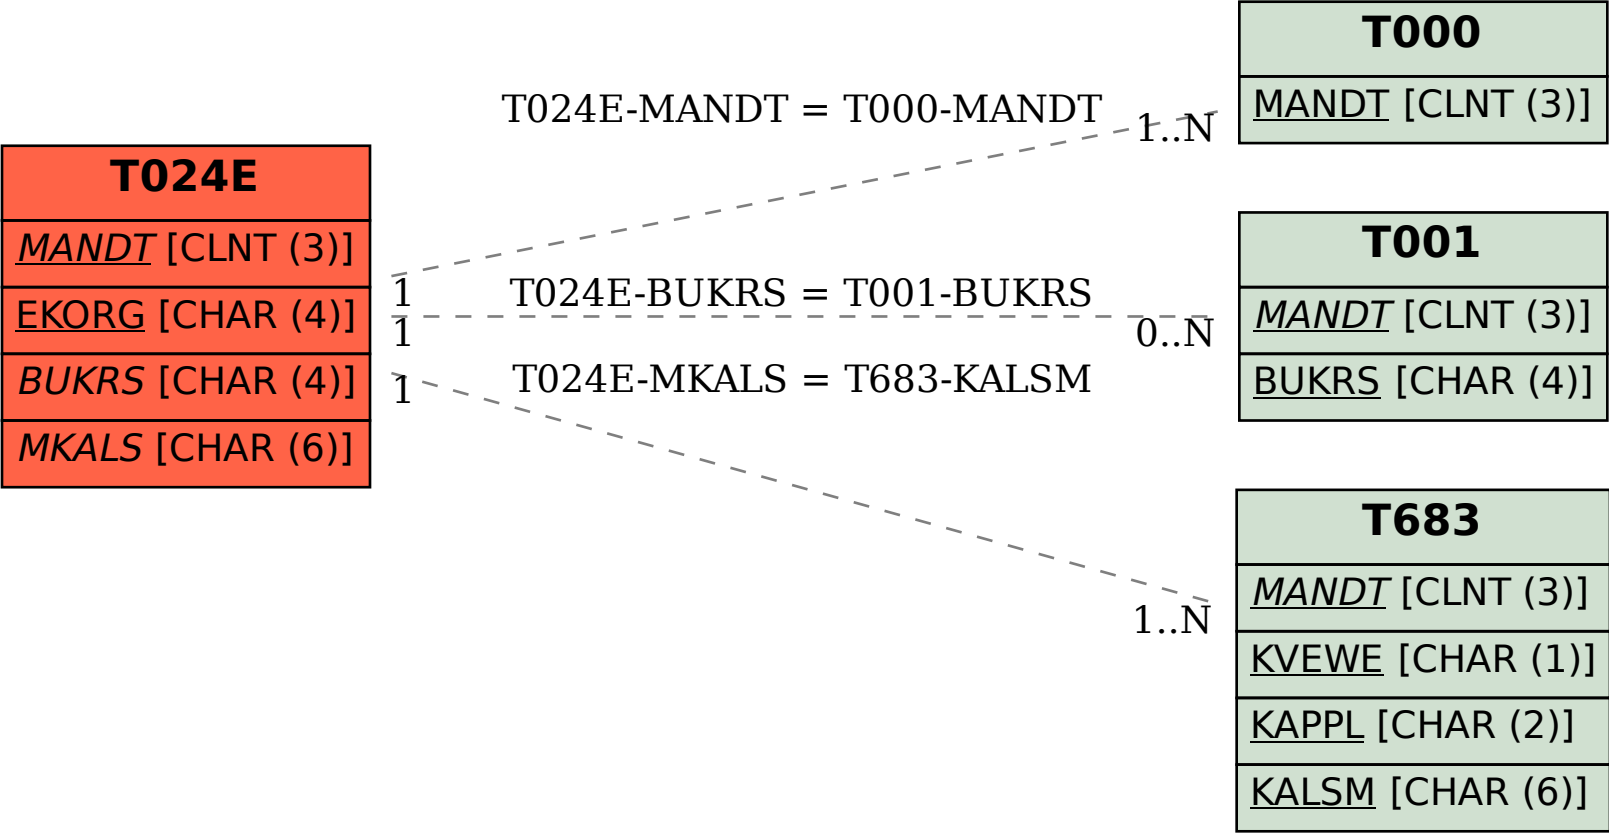 T024E
MANDT [CLNT (3)]
EKORG [CHAR (4)]
BUKRS [CHAR (4)]
MKALS [CHAR (6)]
T024E-MANDT = T000-MANDT
1
1..N
T024E-BUKRS = T001-BUKRS
1
0..N
T024E-MKALS = T683-KALSM
1
1..N
T000
MANDT [CLNT (3)]
T001
MANDT [CLNT (3)]
BUKRS [CHAR (4)]
T683
MANDT [CLNT (3)]
KVEWE [CHAR (1)]
KAPPL [CHAR (2)]
KALSM [CHAR (6)]